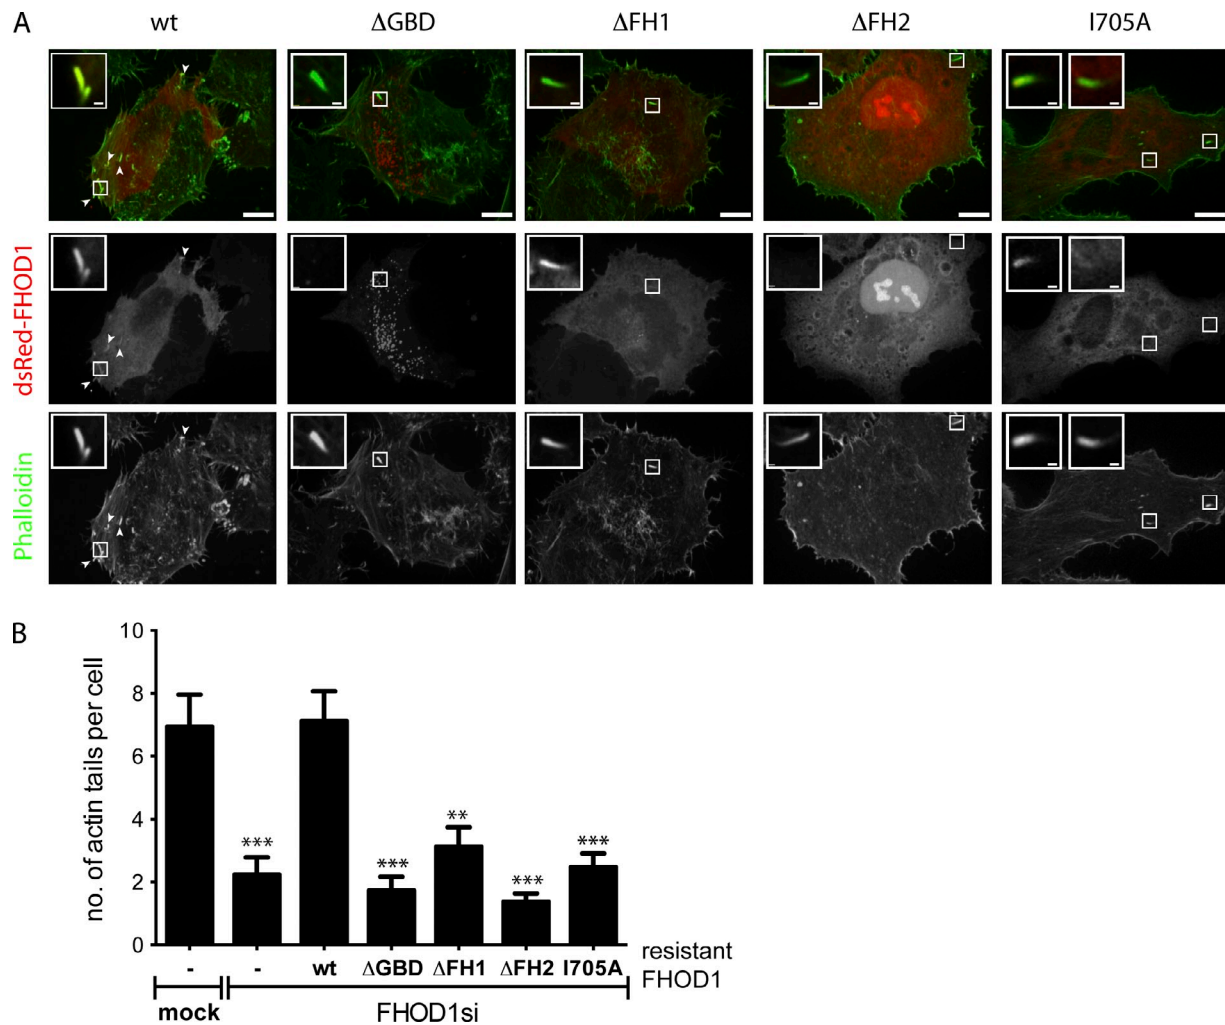 A
wt
ΔGBD
ΔFH1
ΔFH2
I705A
dsRed-FHOD1
Phalloidin
B
no. of actin tails per cell
10
8
6
4
2
0
***
***
**
***
***
-
-
wt
ΔGBD
ΔFH1
ΔFH2
I705A
resistant
FHOD1
mock
FHOD1si